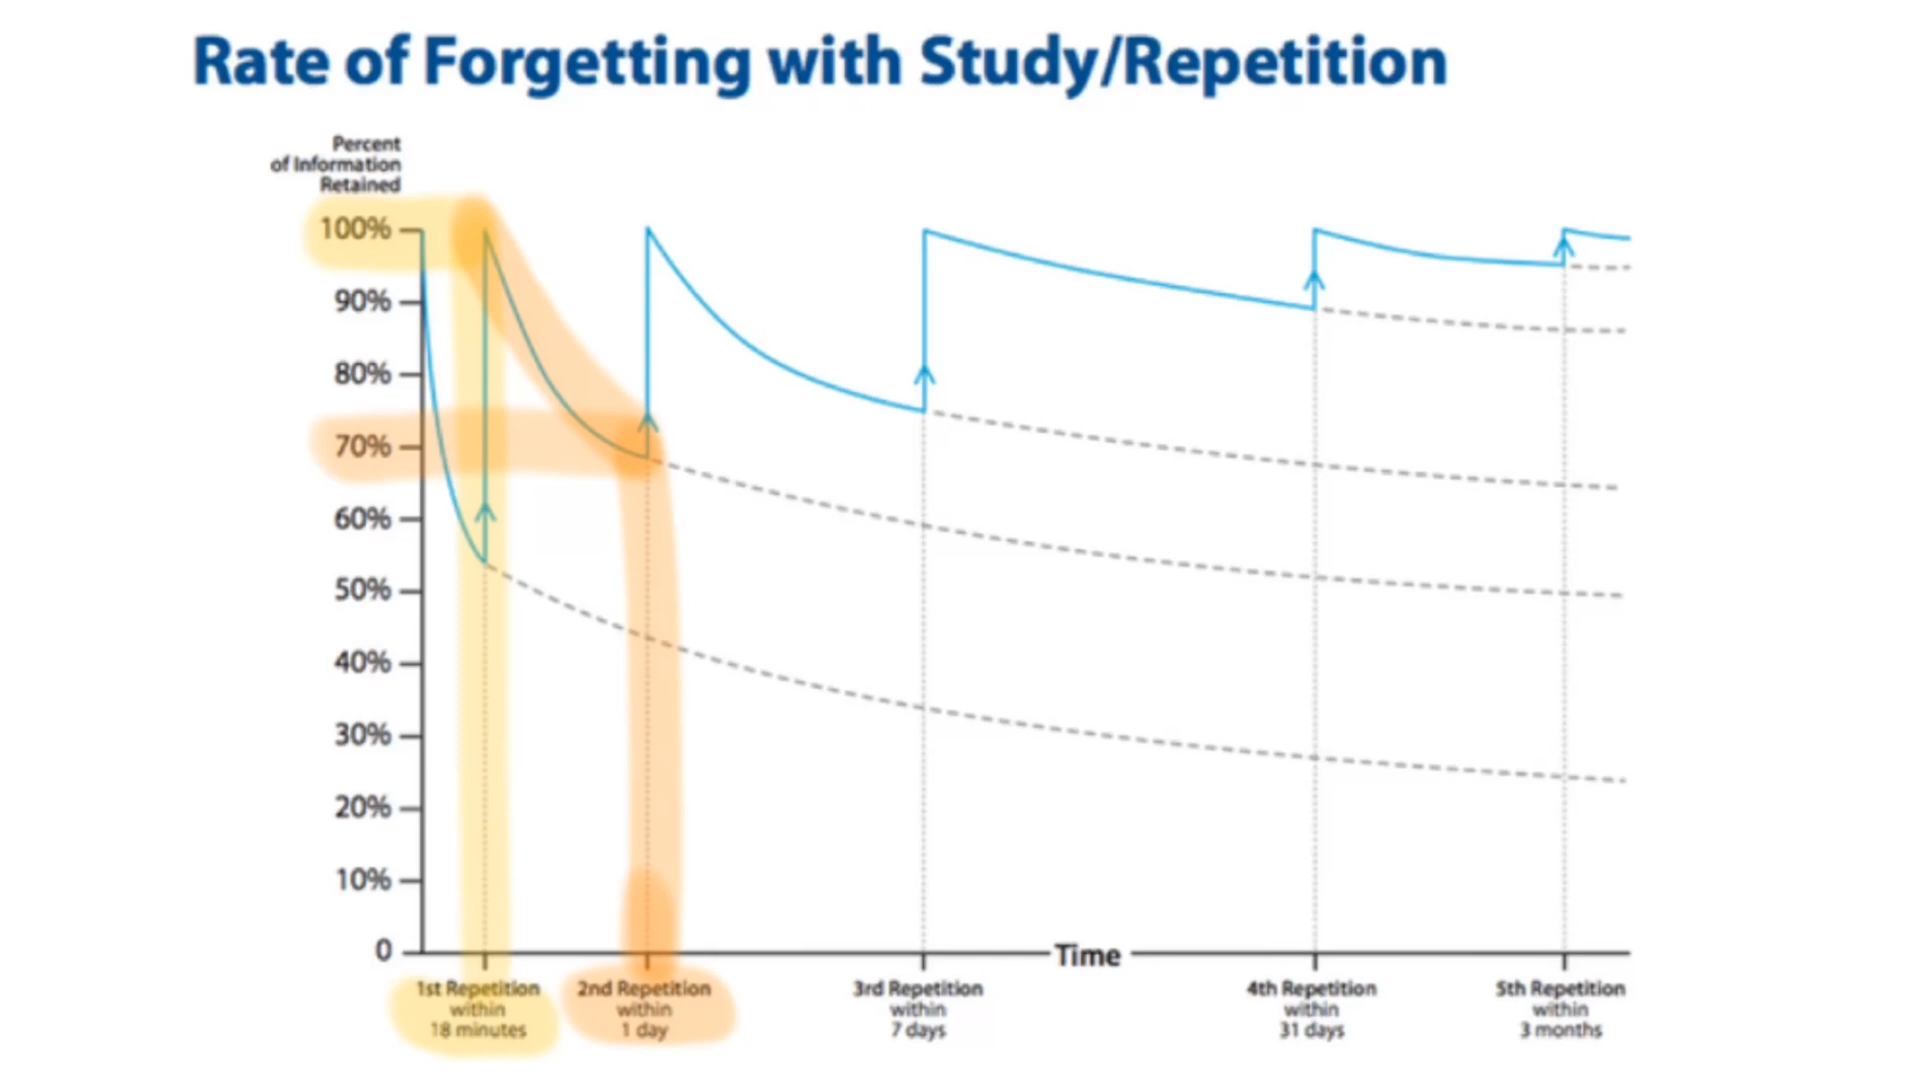 Rate of Forgetting with Study/Repetition
Percent
of Information
Retained
100%
90%
80%
70%
60%
50%
40%
30%
20%
10%
0
Time
1st Repetition
within
18 minutes
2nd Repetition
within
1 day
3rd Repetition
within
7 days
4th Repetition
within
31 days
5th Repetition
within
3 months